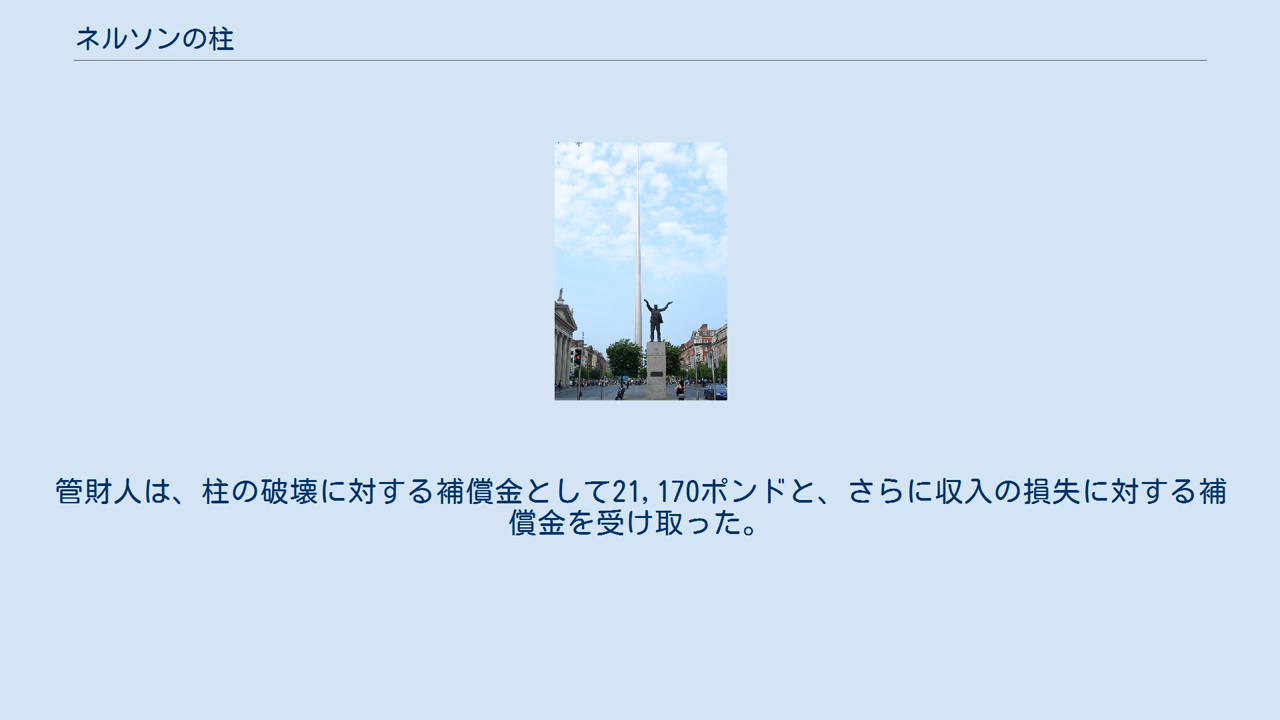 ネルソンの柱
管財人は、柱の破壊に対する補償金として21,170ポンドと、さらに収入の損失に対する補
償金を受け取った。